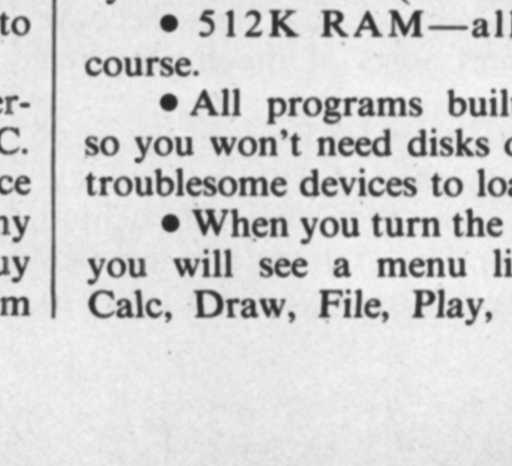 to
er-
C.
ce
ny
uy
m
• 512K RAM—all
course.
• All programs built
so you won't need disks
troublesome devices to loa
• When you turn the
you will see a menu li
Calc, Draw, File, Play,